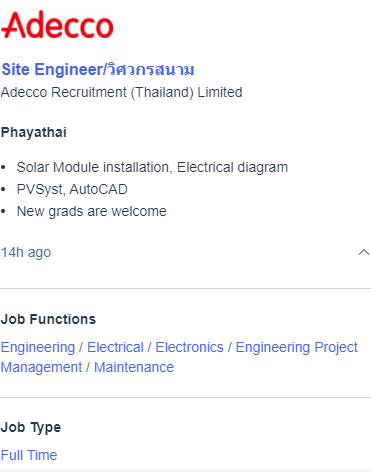 Adecco
Site Engineer/วิศวกรสนาม
Adecco Recruitment (Thailand) Limited
Phayathai
• Solar Module installation, Electrical diagram
• PVSyst, AutoCAD
• New grads are welcome
14h ago
Job Functions
Engineering / Electrical / Electronics / Engineering Project
Management / Maintenance
Job Type
Full Time